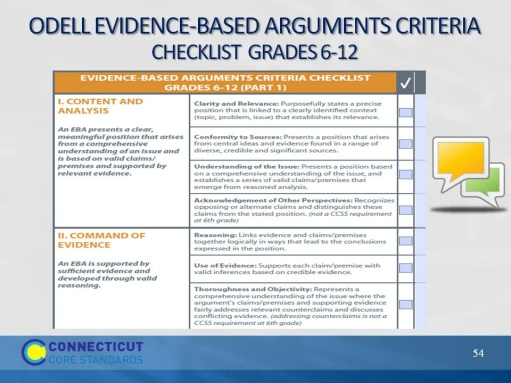 ODELL EVIDENCE-BASED ARGUMENTS CRITERIA
CHECKLIST GRADES 6-12
EVIDENCE-BASED ARGUMENTS CRITERIA CHECKLIST
GRADES 6-12 (PART 1)
✓
I. CONTENT AND
ANALYSIS
An EBA presents a clear,
meaningful position that arises
from a comprehensive
understanding of an issue and
is based on valid claims/
premises and supported by
relevant evidence.
Clarity and Relevance: Purposefully states a precise
position that is linked to a clearly identified context
(topic, problem, issue) that establishes its relevance.
Conformity to Sources: Presents a position that arises
from central ideas and evidence found in a range of
diverse, credible and significant sources.
Understanding of the Issue: Presents a position based
on a comprehensive understanding of the issue, and
establishes a series of valid claims/premises that
emerge from reasoned analysis.
Acknowledgement of Other Perspectives: Recognizes
opposing or alternate claims and distinguishes these
claims from the stated position. (not a CCSS requirement
at 6th grade)
II. COMMAND OF
EVIDENCE
An EBA is supported by
sufficient evidence and
developed through valid
reasoning.
Reasoning: Links evidence and claims/premises
together logically in ways that lead to the conclusions
expressed in the position.
Use of Evidence: Supports each claim/premise with
valid inferences based on credible evidence.
Thoroughness and Objectivity: Represents a
comprehensive understanding of the issue where the
argument's claims/premises and supporting evidence
fairly addresses relevant counterclaims and discusses
conflicting evidence. (addressing counterclaims is not a
CCSS requirement at 6th grade)
CONNECTICUT
CORE STANDARDS
54